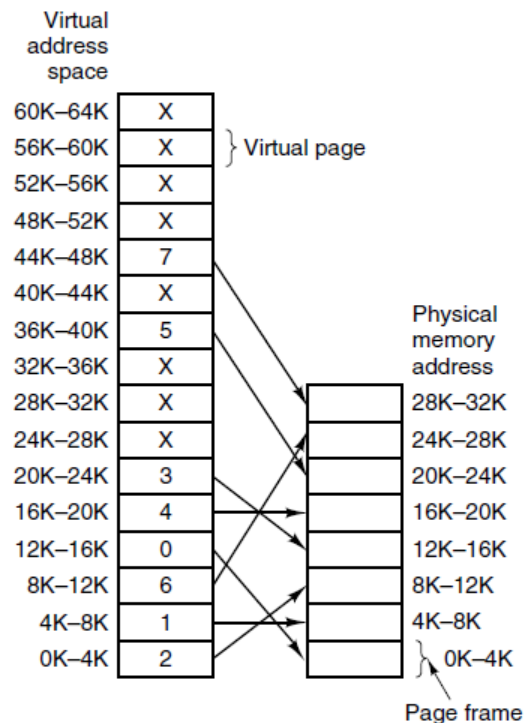 Virtual
address
space
60K–64K X
56K–60K X Virtual page
52K–56K X
48K–52K X
44K–48K 7
40K–44K X
36K–40K 5 Physical
memory
address
32K–36K X
28K–32K X 28K–32K
24K–28K X 24K–28K
20K–24K 3 20K–24K
16K–20K 4 16K–20K
12K–16K 0 12K–16K
8K–12K 6 8K–12K
4K–8K 1 4K–8K
0K–4K 2 0K–4K
Page frame